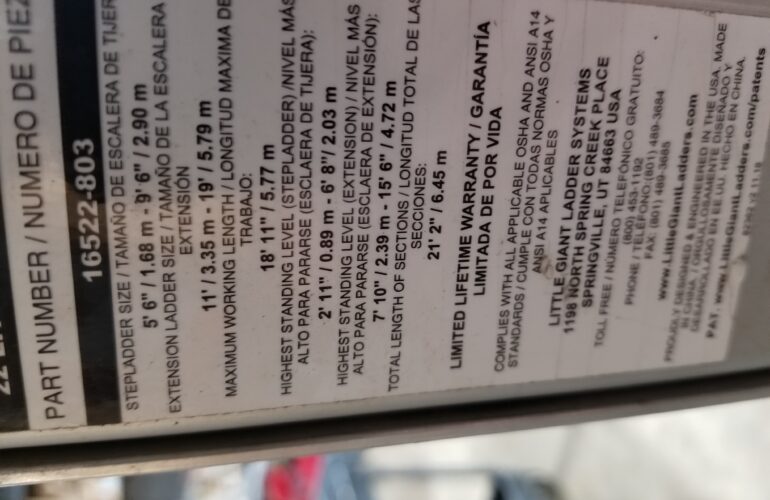 PART NUMBER / NUMERO DE PIEZ
16522-803
STEPLADDER SIZE / TAMAÑO DE ESCALERA DE TIJER
5' 6" / 1.68 m - 9' 6" / 2.90 m
EXTENSION LADDER SIZE / TAMAÑO DE LA ESCALERA
EXTENSIÓN
11' / 3.35 m - 19' / 5.79 m
MAXIMUM WORKING LENGTH / LONGITUD MAXIMA DE
TRABAJO:
18' 11" / 5.77 m
HIGHEST STANDING LEVEL (STEPLADDER) / NIVEL MÁS
ALTO PARA PARARSE (ESCLAERA DE TIJERA):
2' 11" / 0.89 m - 6' 8"/ 2.03 m
HIGHEST STANDING LEVEL (EXTENSION) / NIVEL MÁS
ALTO PARA PARARSE (ESCLAERA DE EXTENSIÓN):
7' 10" / 2.39 m - 15' 6" / 4.72 m
TOTAL LENGTH OF SECTIONS / LONGITUD TOTAL DE LAS
SECCIONES:
21' 2" / 6.45 m
LIMITED LIFETIME WARRANTY / GARANTÍA
LIMITADA DE POR VIDA
COMPLIES WITH ALL APPLICABLE OSHA AND ANSI A14
STANDARDS / CUMPLE CON TODAS NORMAS OSHA Y
ANSI A14 APLICABLES
LITTLE GIANT LADDER SYSTEMS
1198 NORTH SPRING CREEK PLACE
SPRINGVILLE, UT 84663 USA
TOLL FREE / NÚMERO TELEFÓNICO GRATUITO:
(800) 453-1192
PHONE / TELÉFONO:(801) 489-3684
FAX: (801) 489-3685
www.LittleGiantLadders.com
PROUDLY DESIGNED & ENGINEERED IN THE USA, MADE
IN CHINA. / ORGULLOSAMENTE DISEÑADO Y
DESARROLLADO EN EE.UU. HECHO EN CHINA.
PAT. www.LittleGiantLadders.com/patents